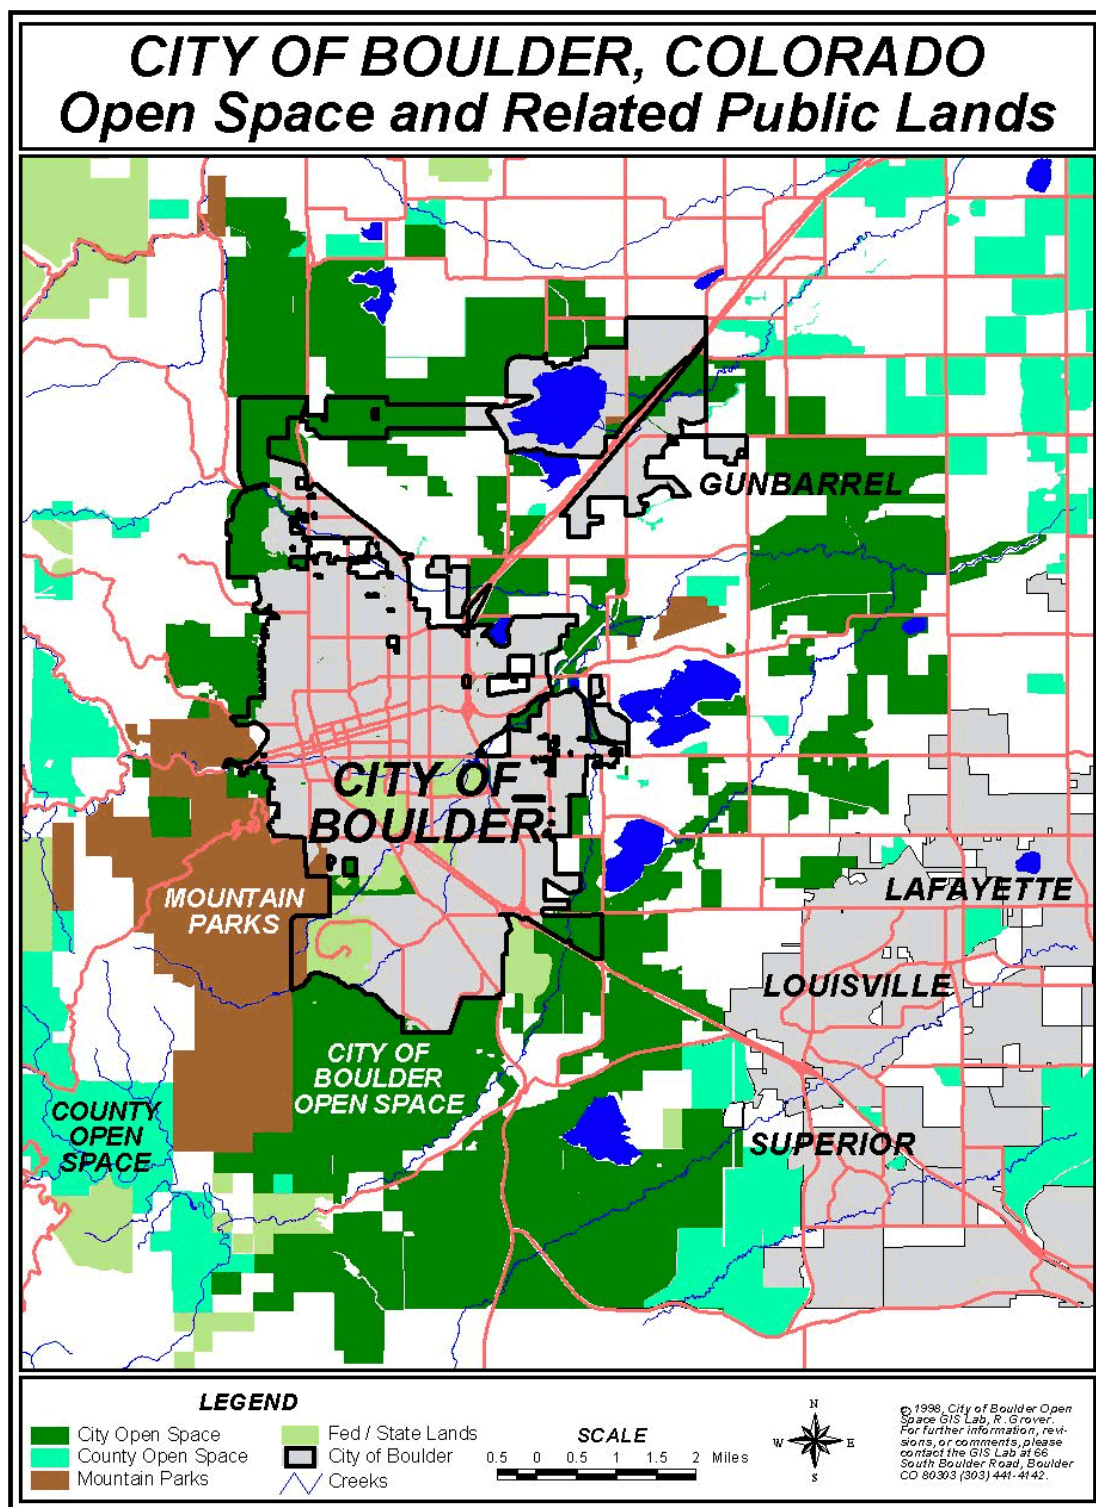 CITY OF BOULDER, COLORADO
Open Space and Related Public Lands
GUNBARREL
CITY OF
BOULDER
MOUNTAIN
PARKS
LAFAYETTE
LOUISVILLE
CITY OF
BOULDER
OPEN SPACE
COUNTY
OPEN
SPACE
SUPERIOR
LEGEND
City Open Space
County Open Space
Mountain Parks
Fed / State Lands
City of Boulder
Creeks
SCALE
0.5 0 0.5 1 1.5 2 Miles
N
W E
S
© 1998, City of Boulder Open
Space GIS Lab, R. Grover.
For further information, revi-
sions, or comments, please
contact the GIS Lab at 66
South Boulder Road, Boulder
CO 80303 (303) 441-4142.